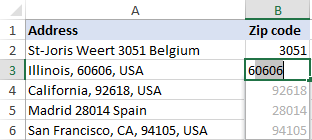 A B
1 Address Zip code
2 St-Joris Weert 3051 Belgium 3051
3 Illinois, 60606, USA 60606
4 California, 92618, USA 92618
5 Madrid 28014 Spain 28014
6 San Francisco, CA, 94105, USA 94105